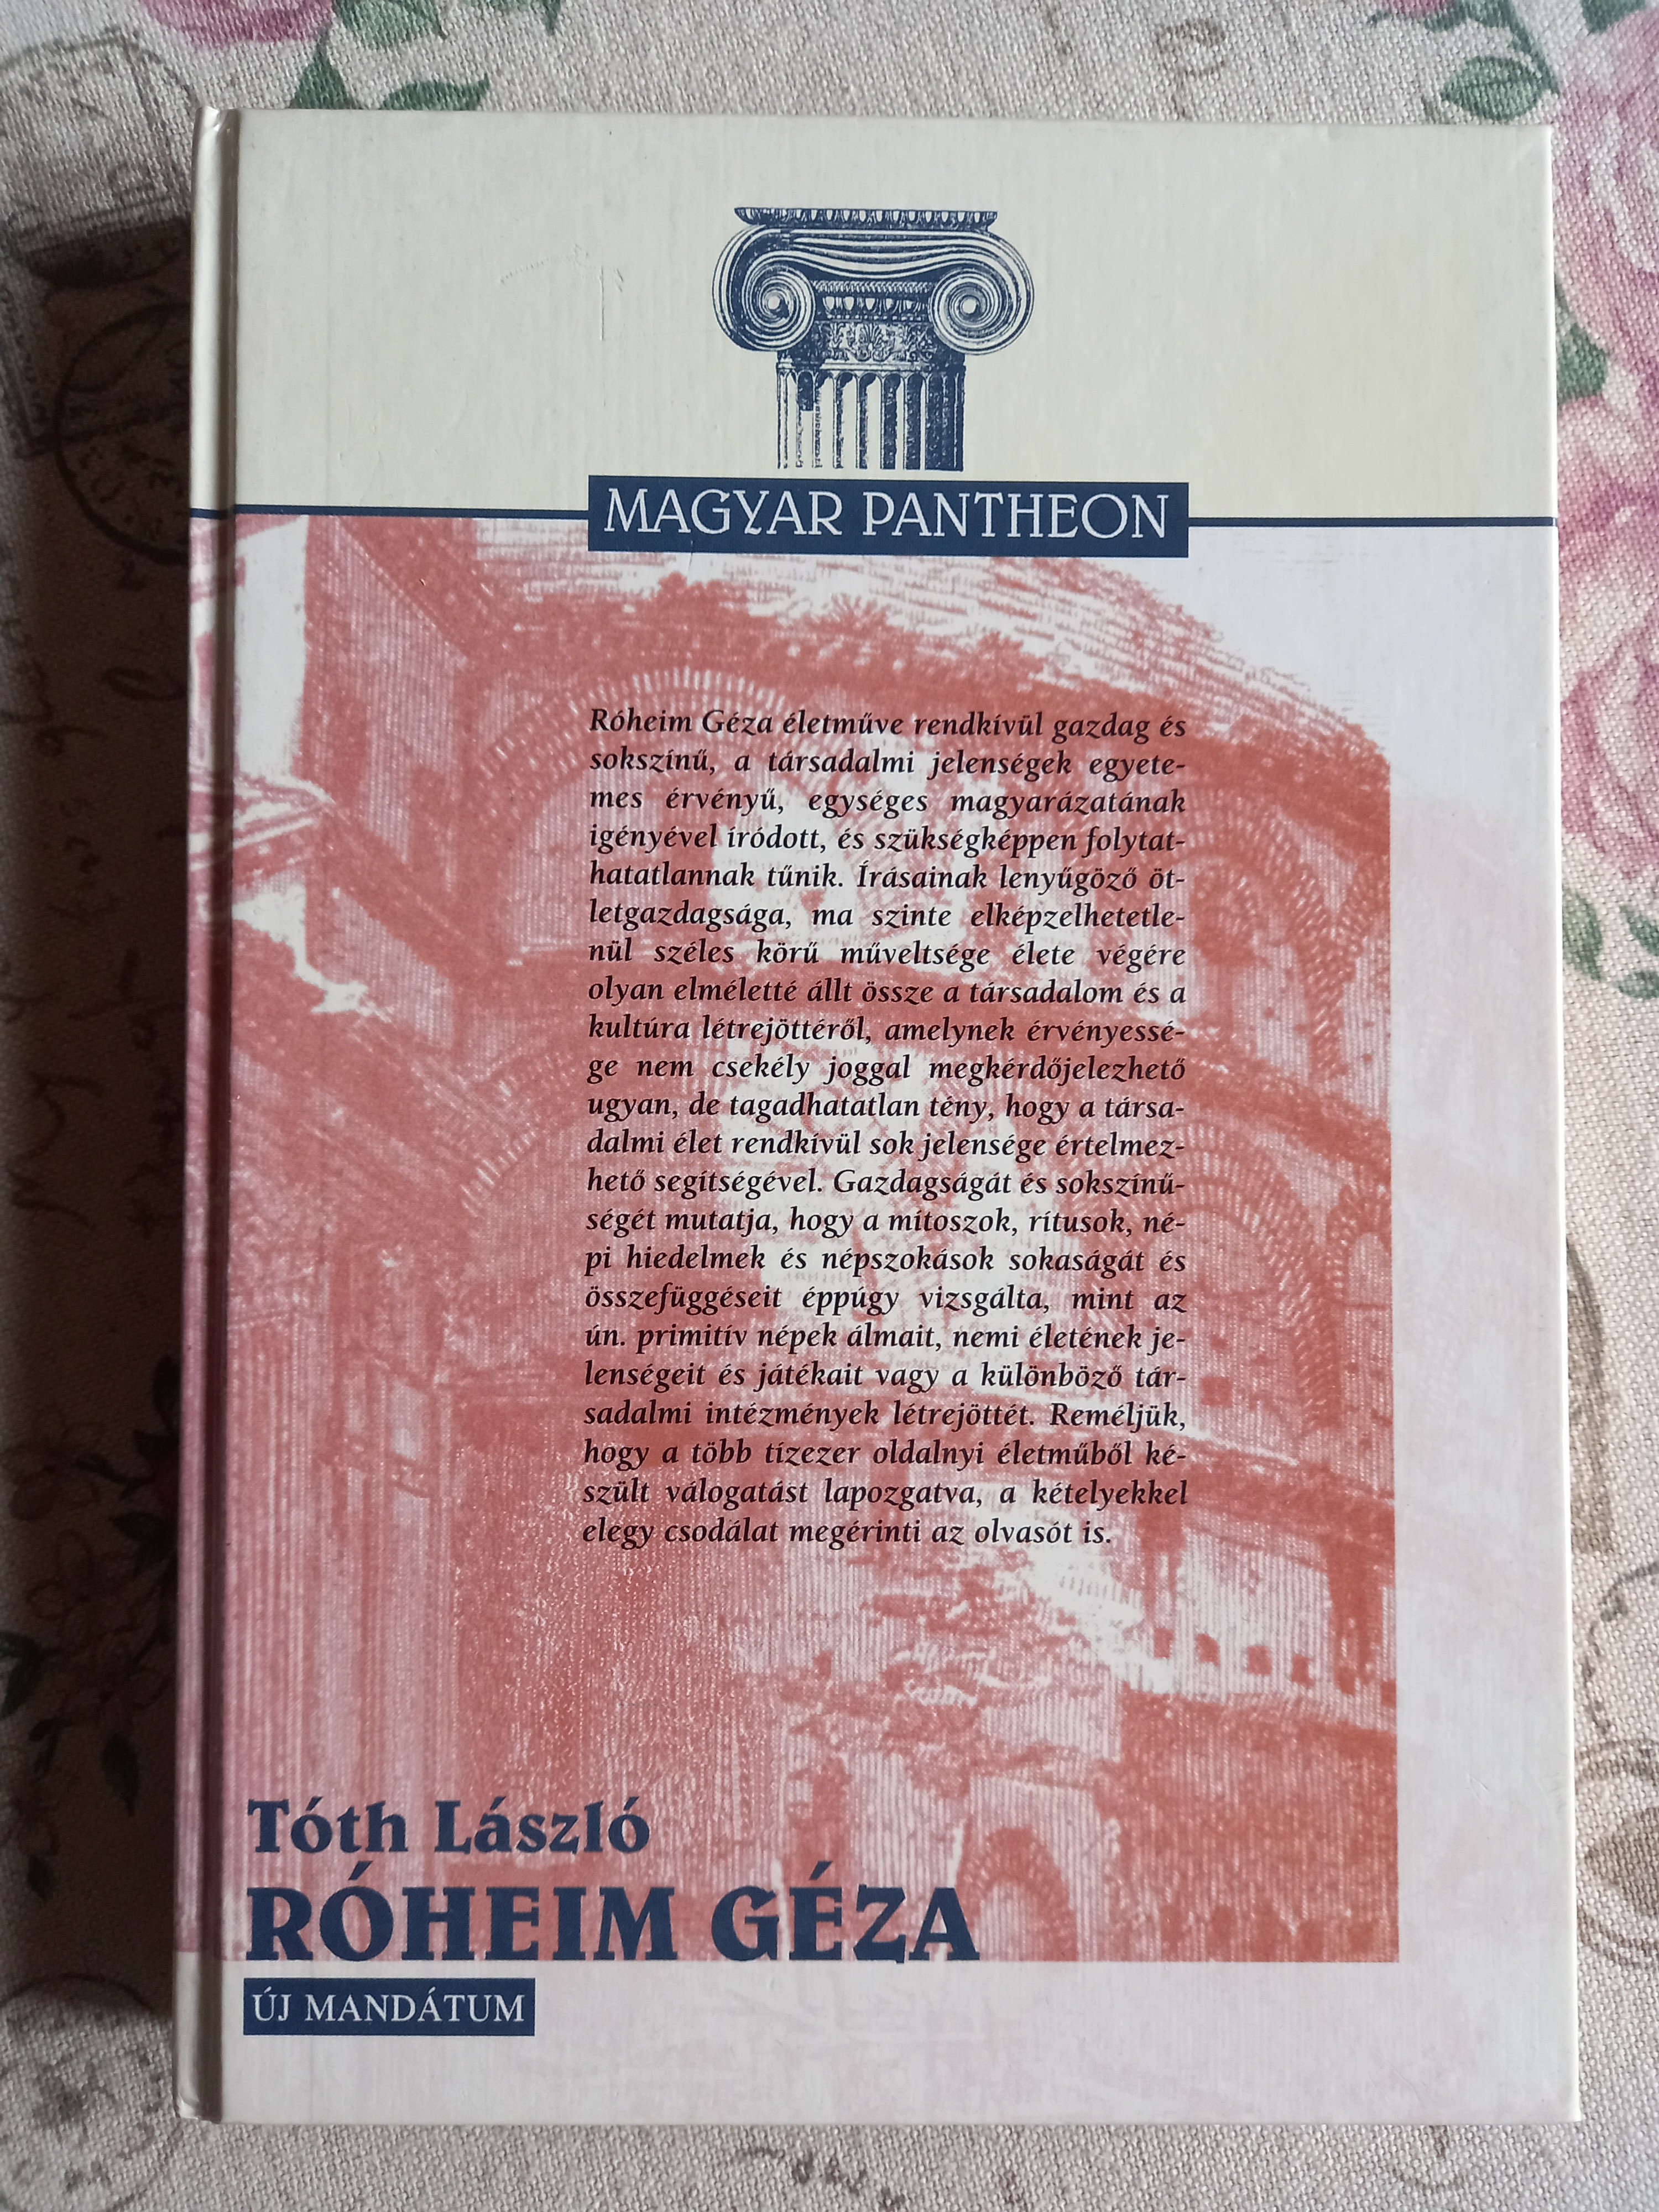 MAGYAR PANTHEON
Róheim Géza életműve rendkívül gazdag és
sokszínű, a társadalmi jelenségek egyete-
mes érvényű, egységes magyarázatának
igényével íródott, és szükségképpen folytat-
hatatlannak tűnik. Írásainak lenyűgöző öt-
letgazdagsága, ma szinte elképzelhetetle-
nül széles körű műveltsége élete végére
olyan elméletté állt össze a társadalom és a
kultúra létrejöttéről, amelynek érvényessé-
ge nem csekély joggal megkérdőjelezhető
ugyan, de tagadhatatlan tény, hogy a társa-
dalmi élet rendkívül sok jelensége értelmez-
hető segítségével. Gazdagságát és sokszínű-
ségét mutatja, hogy a mítoszok, rítusok, né-
pi hiedelmek és népszokások sokaságát és
összefüggéseit éppúgy vizsgálta, mint az
ún. primitív népek álmait, nemi életének je-
lenségeit és játékait vagy a különböző tár-
sadalmi intézmények létrejöttét. Reméljük,
hogy a több tízezer oldalnyi életműből ké-
szült válogatást lapozgatva, a kételyekkel
elegy csodálat megérinti az olvasót is.
Tóth László
RÓHEIM GÉZA
ÚJ MANDÁTUM